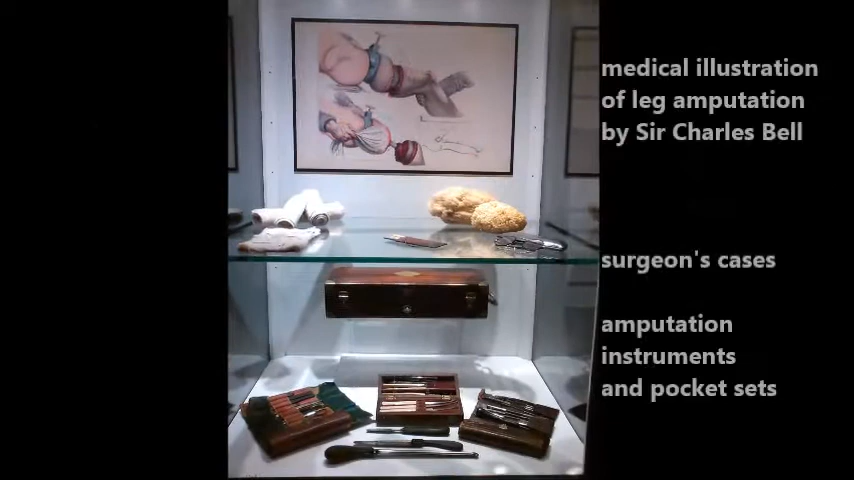 medical illustration
of leg amputation
by Sir Charles Bell
surgeon's cases
amputation
instruments
and pocket sets